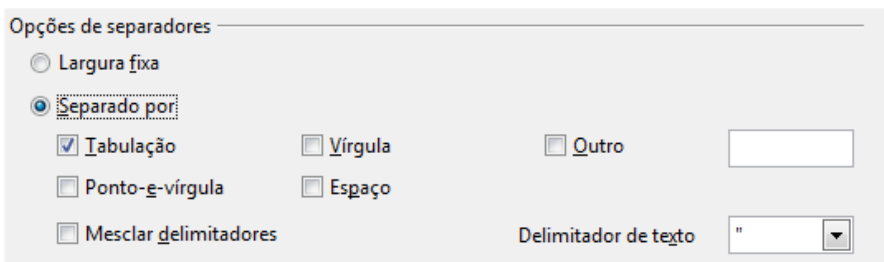 Opções de separadores
Largura fixa
Separado por
Tabulação Vírgula Outro
Ponto-e-vírgula Espaço
Mesclar delimitadores Delimitador de texto "